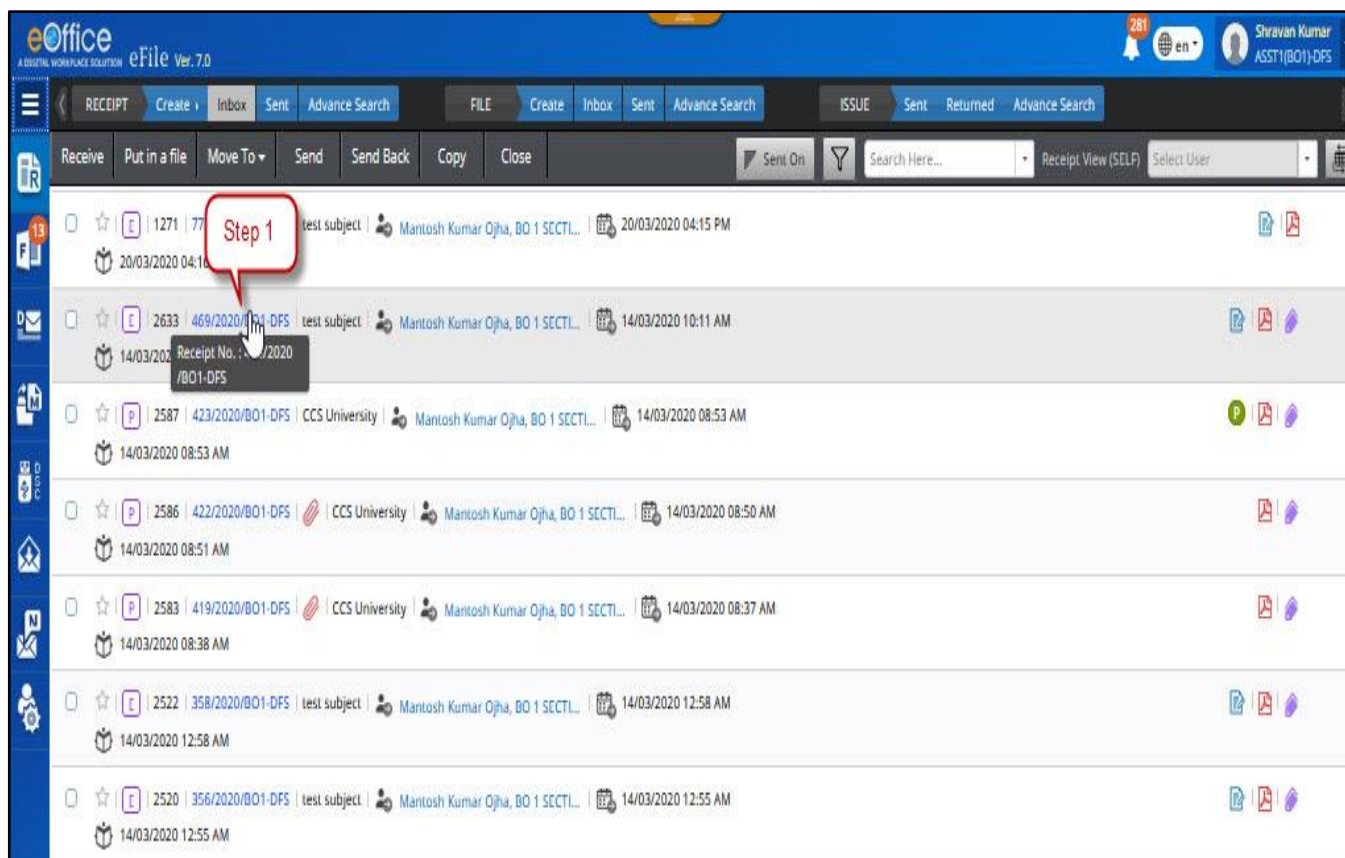 eOffice
A DIGITAL WORKPLACE SOLUTION eFile Ver. 7.0
281
en
Shravan Kumar
ASST1(BO1)-DFS
RECEIPT Create Inbox Sent Advance Search FILE Create Inbox Sent Advance Search ISSUE Sent Returned Advance Search
Receive Put in a file Move To Send Send Back Copy Close Sent On Search Here... Receipt View (SELF) Select User
R
E 1271 77 test subject Mantosh Kumar Ojha, BO 1 SECTI... 20/03/2020 04:15 PM
Step 1
13
F
20/03/2020 04:16
E 2633 469/2020/BO1-DFS test subject Mantosh Kumar Ojha, BO 1 SECTI... 14/03/2020 10:11 AM
D
14/03/202
Receipt No. : /2020
/BO1-DFS
M
P 2587 423/2020/BO1-DFS CCS University Mantosh Kumar Ojha, BO 1 SECTI... 14/03/2020 08:53 AM P
14/03/2020 08:53 AM
DSC
P 2586 422/2020/BO1-DFS CCS University Mantosh Kumar Ojha, BO 1 SECTI... 14/03/2020 08:50 AM
14/03/2020 08:51 AM
P 2583 419/2020/BO1-DFS CCS University Mantosh Kumar Ojha, BO 1 SECTI... 14/03/2020 08:37 AM
N
14/03/2020 08:38 AM
E 2522 358/2020/BO1-DFS test subject Mantosh Kumar Ojha, BO 1 SECTI... 14/03/2020 12:58 AM
14/03/2020 12:58 AM
E 2520 356/2020/BO1-DFS test subject Mantosh Kumar Ojha, BO 1 SECTI... 14/03/2020 12:55 AM
14/03/2020 12:55 AM